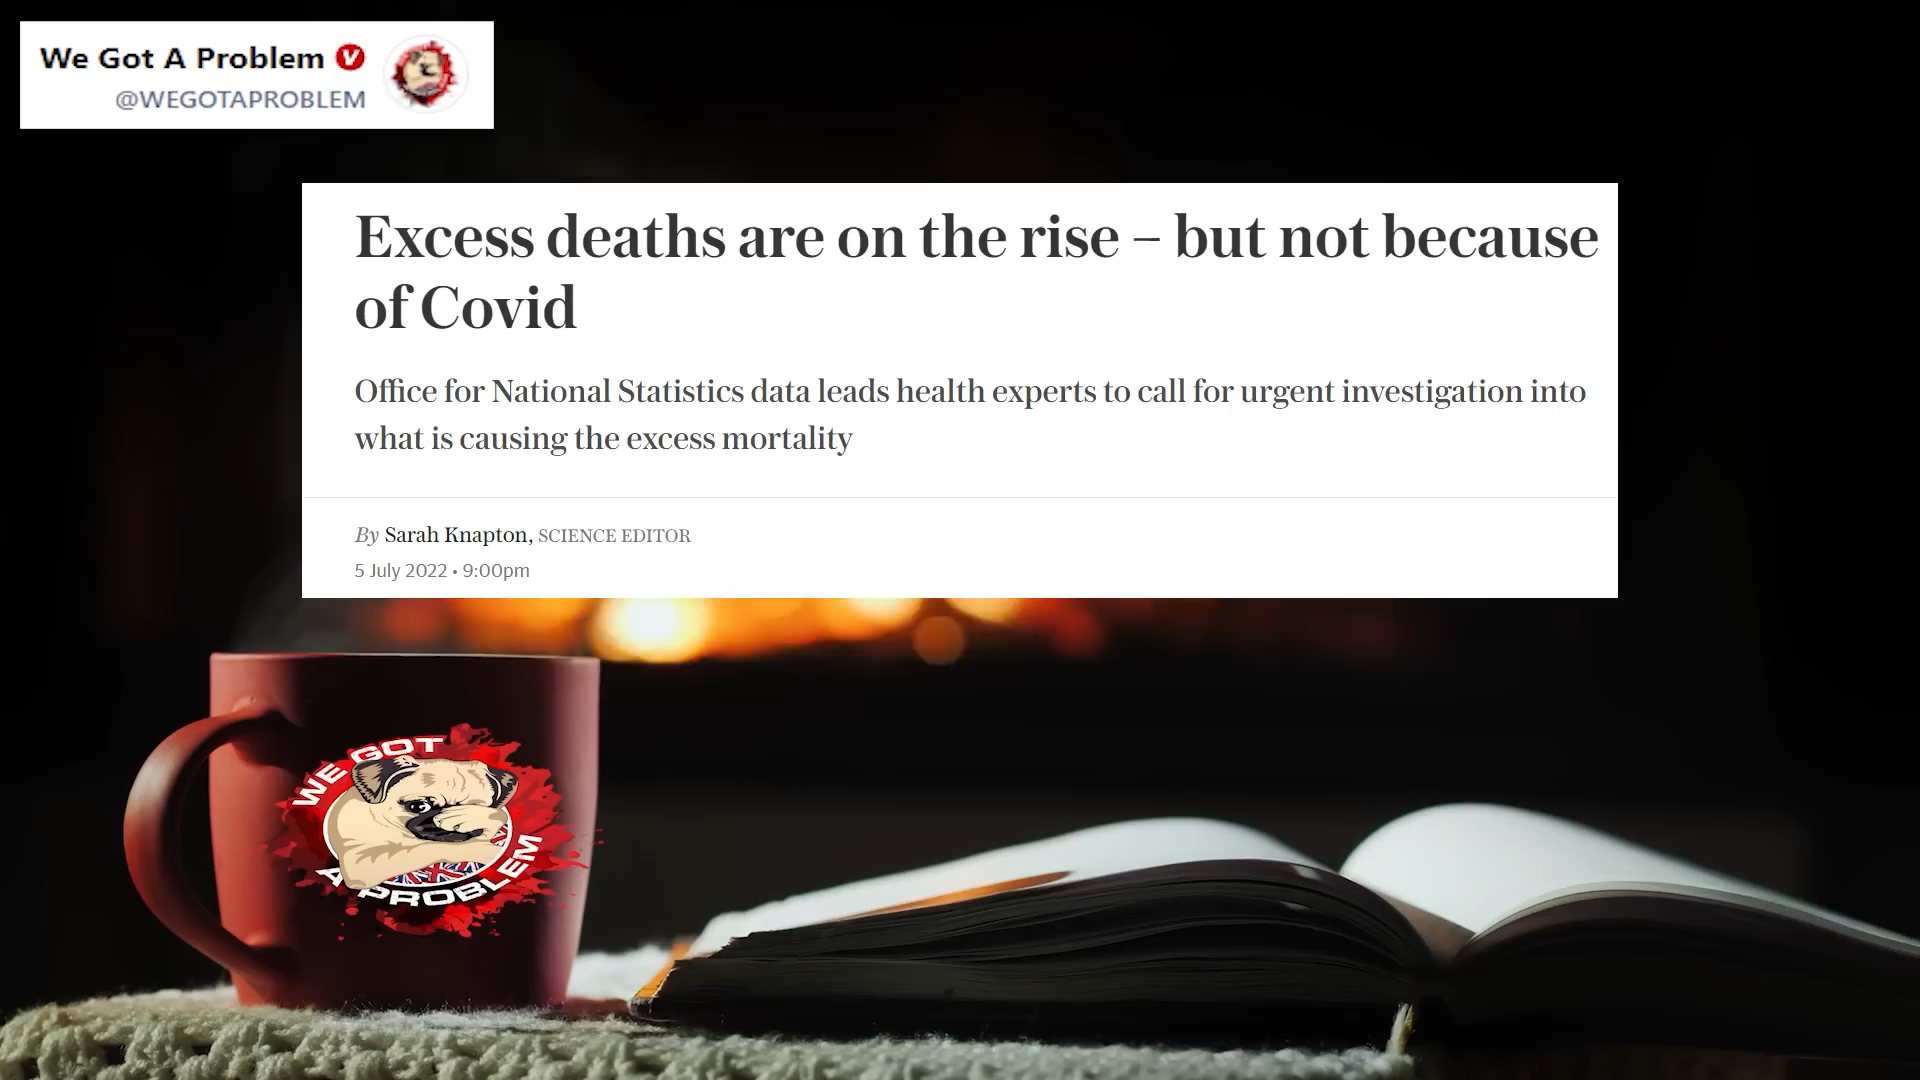 We Got A Problem
@WEGOTAPROBLEM
Excess deaths are on the rise – but not because
of Covid
Office for National Statistics data leads health experts to call for urgent investigation into
what is causing the excess mortality
By Sarah Knapton, SCIENCE EDITOR
5 July 2022 • 9:00pm
WE GOT
A PROBLEM